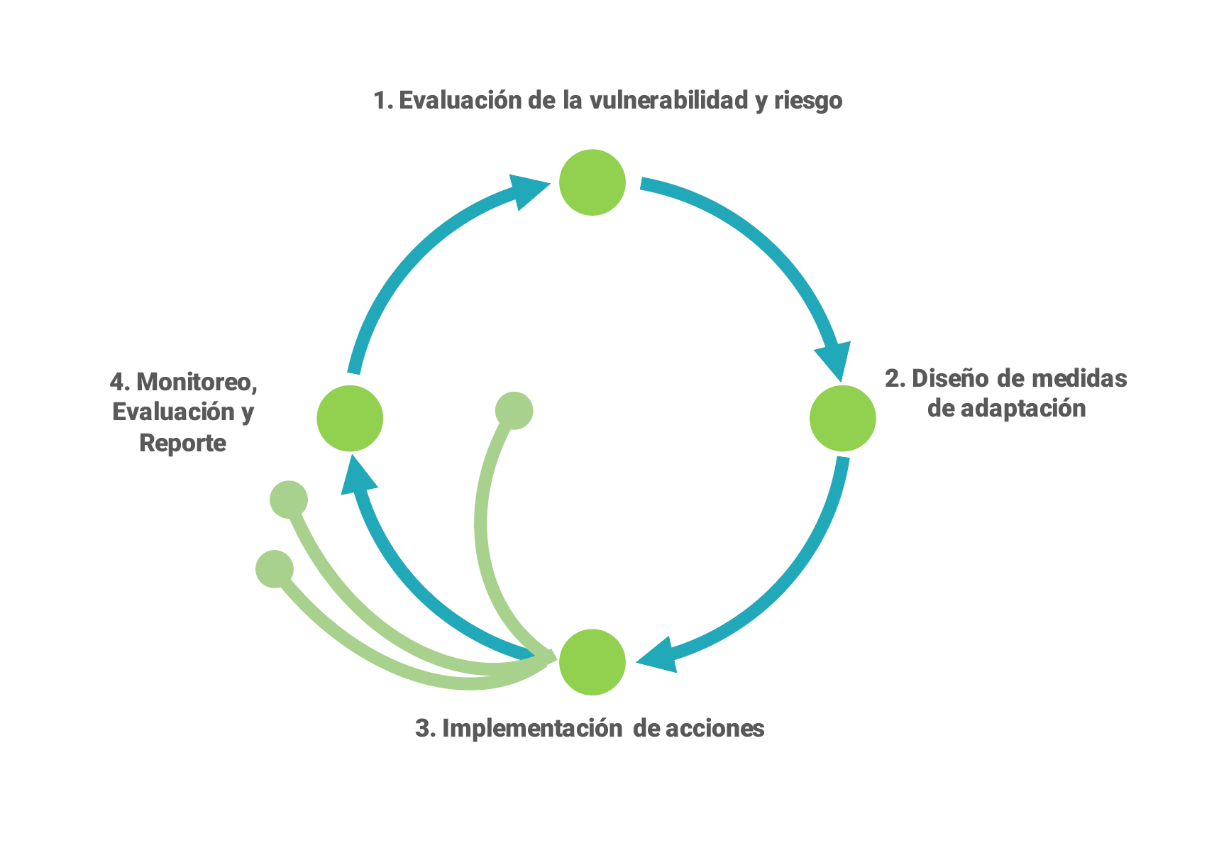 1. Evaluación de la vulnerabilidad y riesgo
2. Diseño de medidas
de adaptación
3. Implementación de acciones
4. Monitoreo,
Evaluación y
Reporte